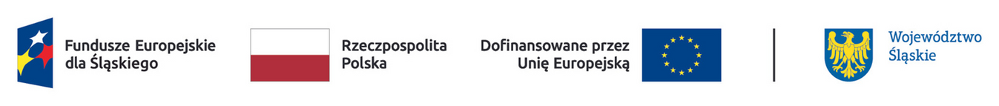 Fundusze Europejskie
dla Śląskiego
Rzeczpospolita
Polska
Dofinansowane przez
Unię Europejską
Województwo
Śląskie